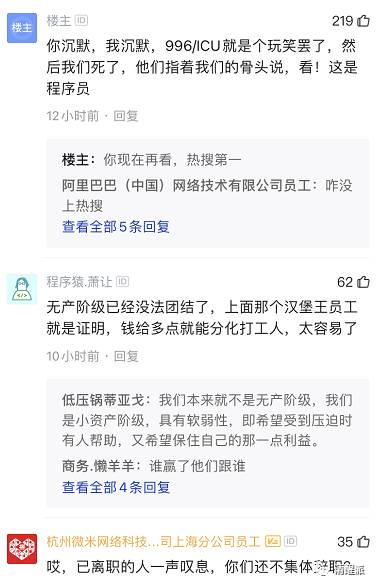 楼主 ID 219
你沉默，我沉默，996/ICU就是个玩笑罢了，然
后我们死了，他们指着我们的骨头说，看！这是
程序员
12小时前 · 回复
楼主：你现在再看，热搜第一
阿里巴巴（中国）网络技术有限公司员工：咋没
上热搜
查看全部5条回复
程序猿.萧让 ID 62
无产阶级已经没法团结了，上面那个汉堡王员工
就是证明，钱给多点就能分化打工人，太容易了
10小时前 · 回复
低压锅蒂亚戈：我们本来就不是无产阶级，我们
是小资产阶级，具有软弱性，即希望受到压迫时
有人帮助，又希望保住自己的那一点利益。
商务.懒羊羊：谁赢了他们跟谁
查看全部4条回复
杭州微米网络科技...司上海分公司员工 ID 35
哎，已离职的人一声叹息，你们还不集体辞职？